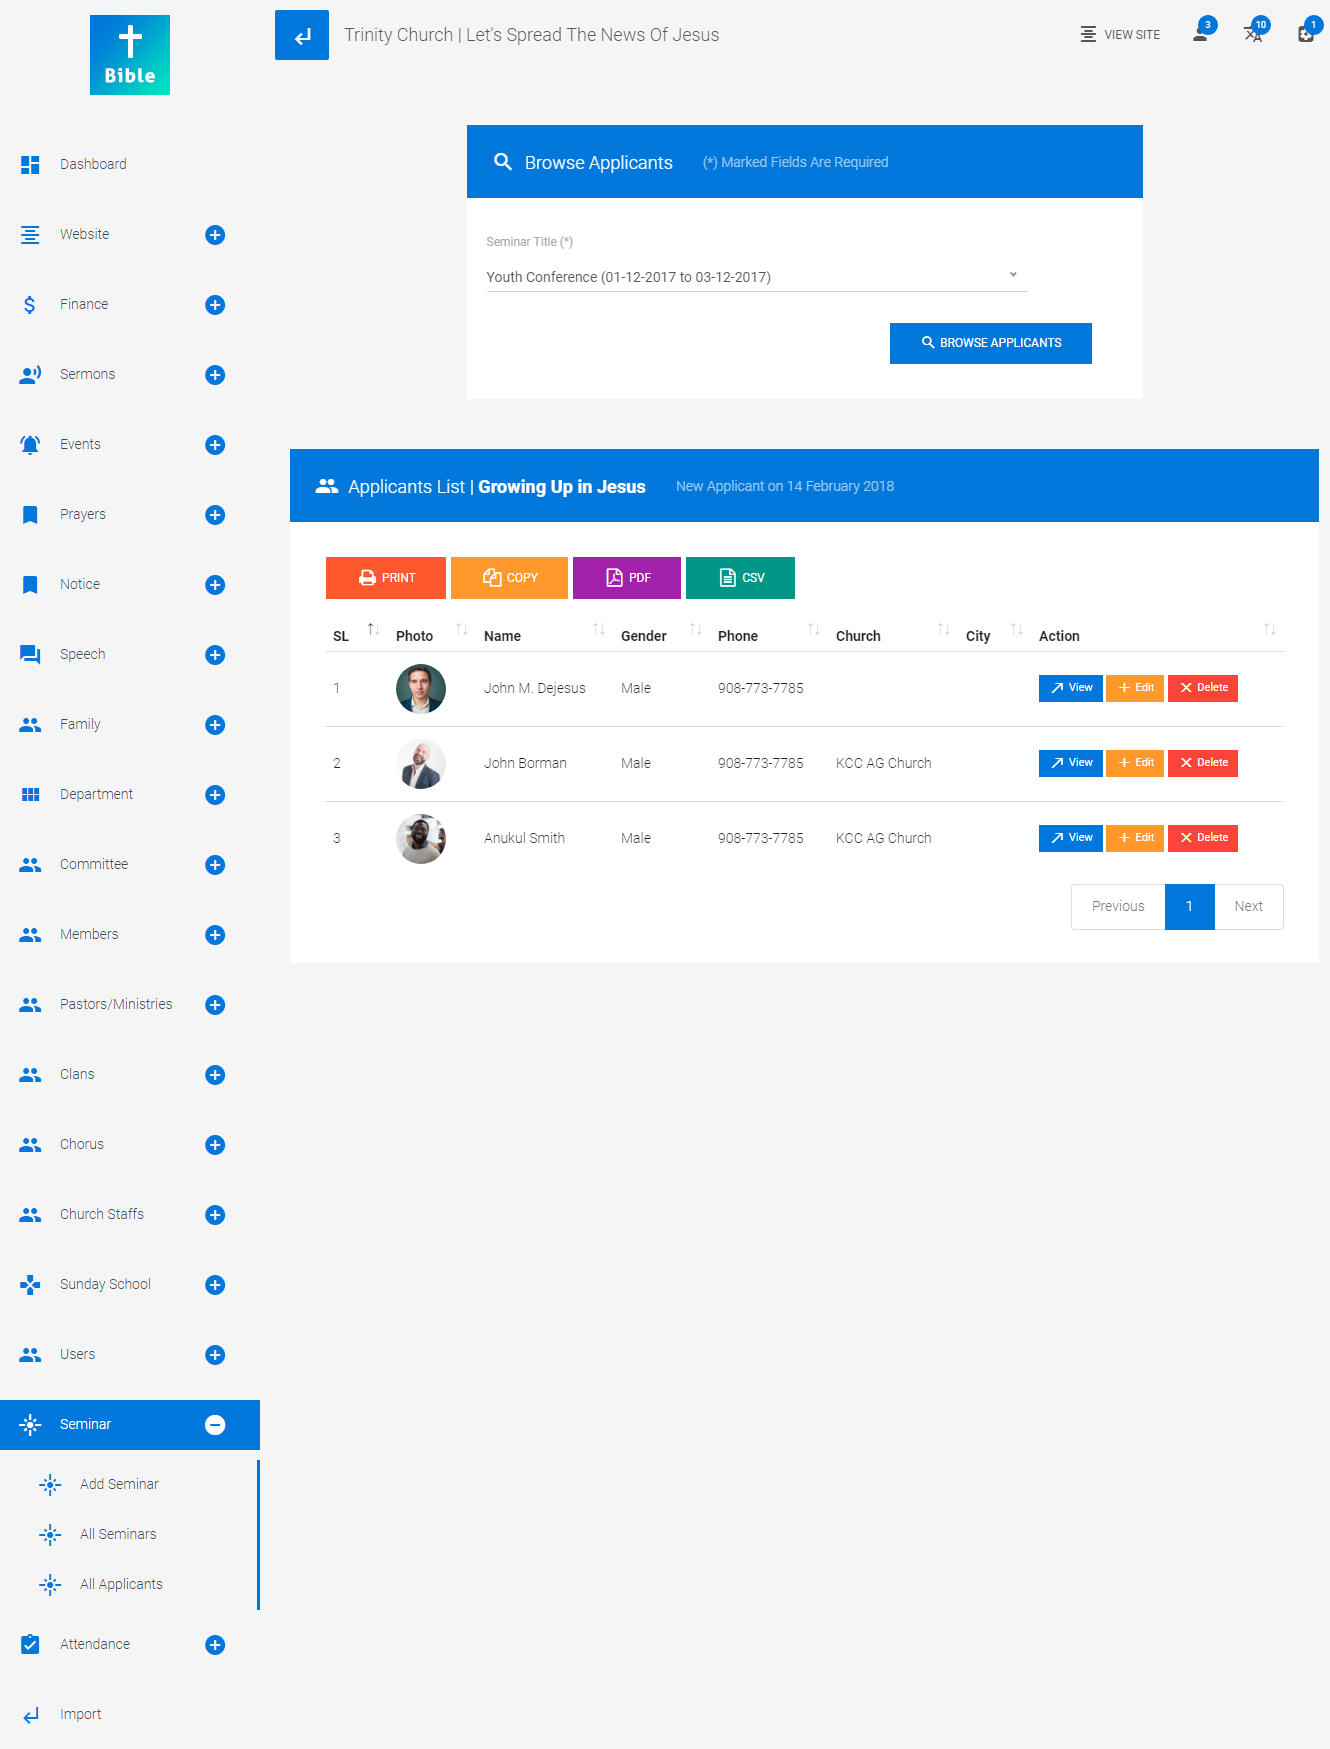 Bible
Trinity Church | Let's Spread The News Of Jesus
VIEW SITE
3
10
1
Dashboard
Website
Finance
Sermons
Events
Prayers
Notice
Speech
Family
Department
Committee
Members
Pastors/Ministries
Clans
Chorus
Church Staffs
Sunday School
Users
Seminar
Add Seminar
All Seminars
All Applicants
Attendance
Import
Browse Applicants (*) Marked Fields Are Required
Seminar Title (*)
Youth Conference (01-12-2017 to 03-12-2017)
BROWSE APPLICANTS
Applicants List | Growing Up in Jesus New Applicant on 14 February 2018
PRINT COPY PDF CSV
SL Photo Name Gender Phone Church City Action
1 John M. Dejesus Male 908-773-7785 View Edit Delete
2 John Borman Male 908-773-7785 KCC AG Church View Edit Delete
3 Anukul Smith Male 908-773-7785 KCC AG Church View Edit Delete
Previous 1 Next